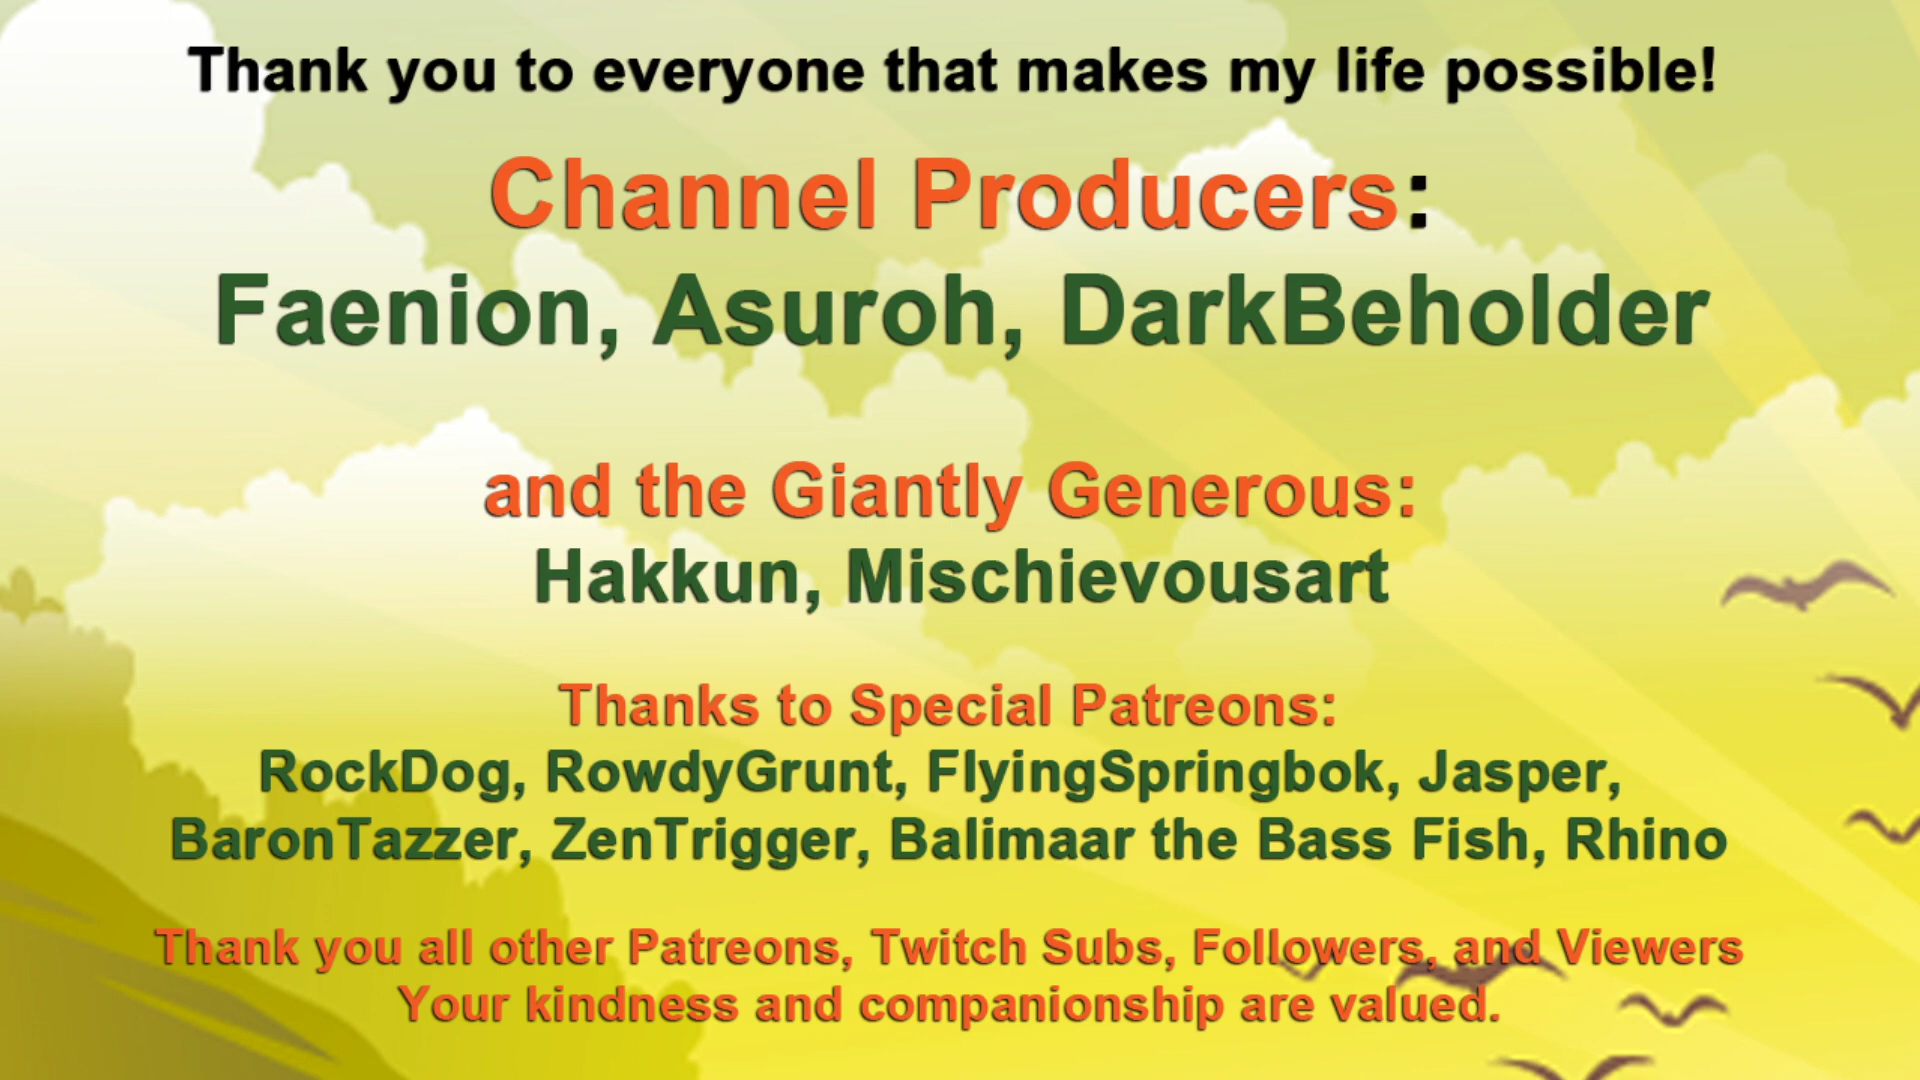 Thank you to everyone that makes my life possible!
Channel Producers:
Faenion, Asuroh, DarkBeholder
and the Giantly Generous:
Hakkun, Mischievousart
Thanks to Special Patreons:
RockDog, RowdyGrunt, FlyingSpringbok, Jasper,
BaronTazzer, ZenTrigger, Balimaar the Bass Fish, Rhino
Thank you all other Patreons, Twitch Subs, Followers, and Viewers
Your kindness and companionship are valued.